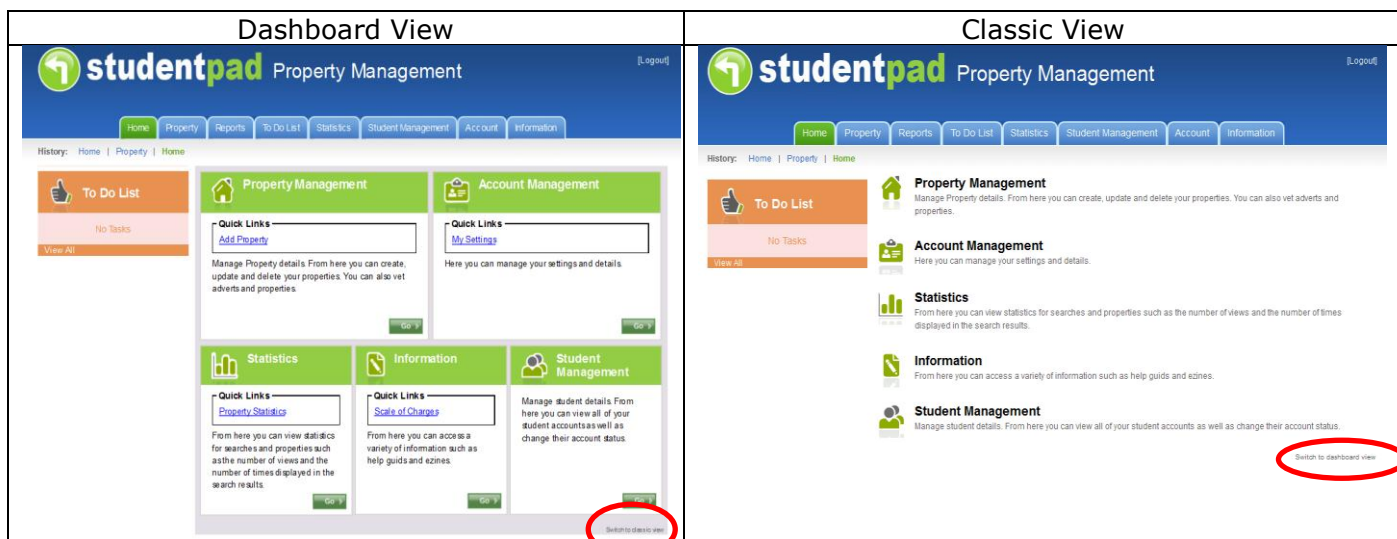 Dashboard View
Classic View
studentpad Property Management
[Logout]
Home Property Reports To Do List Statistics Student Management Account Information
History: Home | Property | Home
To Do List
No Tasks
View All
Property Management
Quick Links
Add Property
Manage Property details. From here you can create,
update and delete your properties. You can also vet
adverts and properties.
Go
Account Management
Quick Links
My Settings
Here you can manage your settings and details.
Go
Statistics
Quick Links
Property Statistics
From here you can view statistics
for searches and properties such
as the number of views and the
number of times displayed in the
search results.
Go
Information
Quick Links
Scale of Charges
From here you can access a
variety of information such as
help guids and ezines.
Go
Student
Management
Manage student details. From
here you can view all of your
student accounts as well as
change their account status.
Go
Switch to classic view
studentpad Property Management
[Logout]
Home Property Reports To Do List Statistics Student Management Account Information
History: Home | Property | Home
To Do List
No Tasks
View All
Property Management
Manage Property details. From here you can create, update and delete your properties. You can also vet adverts and
properties.
Account Management
Here you can manage your settings and details.
Statistics
From here you can view statistics for searches and properties such as the number of views and the number of times
displayed in the search results.
Information
From here you can access a variety of information such as help guids and ezines.
Student Management
Manage student details. From here you can view all of your student accounts as well as change their account status.
Switch to dashboard view